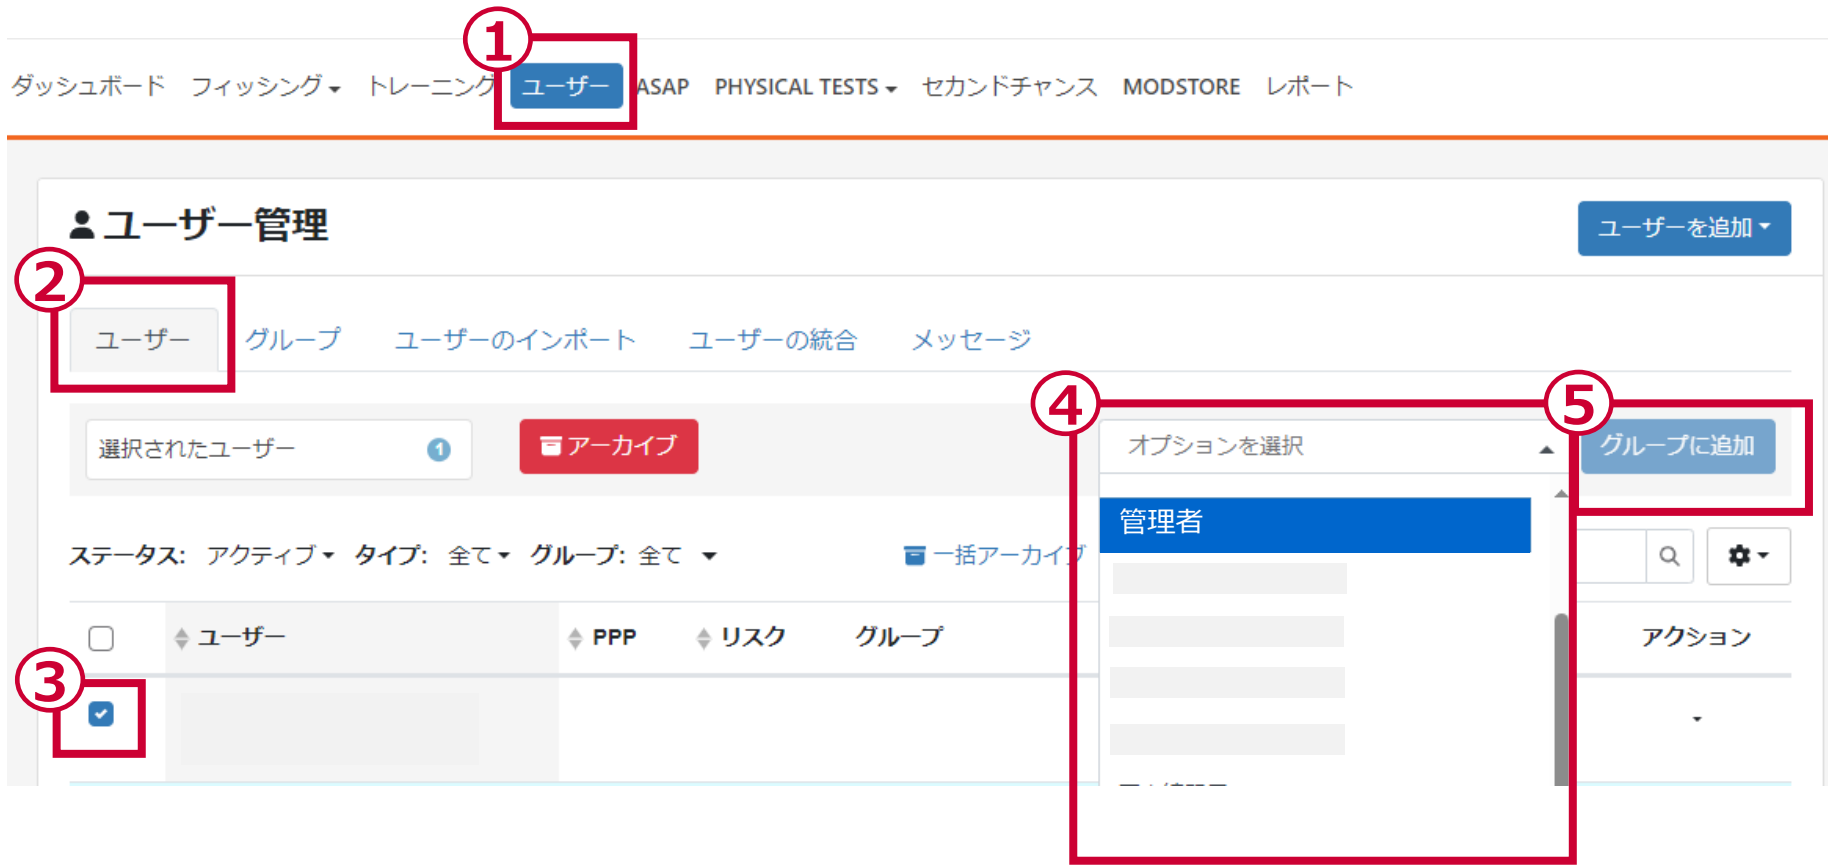 ①
ダッシュボード フィッシング トレーニング ユーザー ASAP PHYSICAL TESTS セカンドチャンス MODSTORE レポート
ユーザー管理
ユーザーを追加
②
ユーザー グループ ユーザーのインポート ユーザーの統合 メッセージ
④ ⑤
選択されたユーザー 1 アーカイブ オプションを選択 グループに追加
管理者
ステータス: アクティブ タイプ: 全て グループ: 全て 一括アーカイブ
ユーザー PPP リスク グループ アクション
③